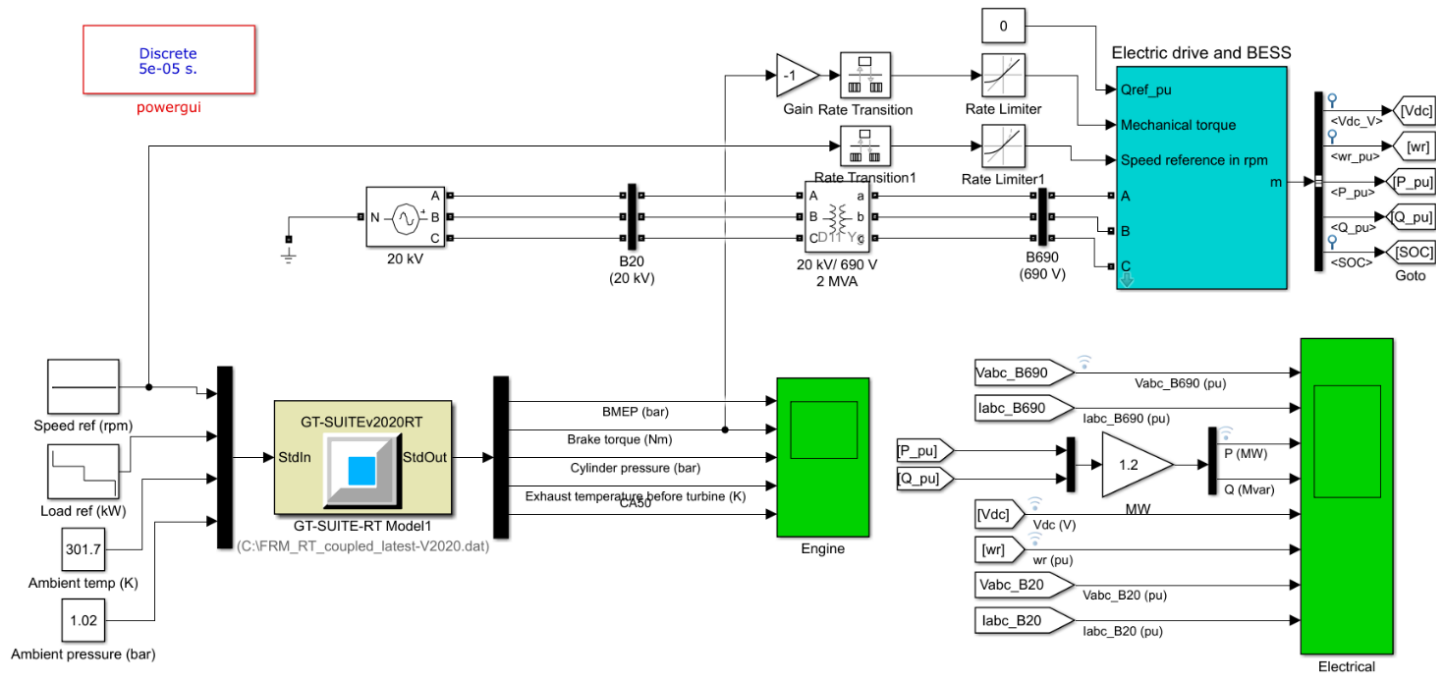 Discrete
5e-05 s.
powergui
0
-1
Gain
Rate Transition
Rate Limiter
Rate Transition1
Rate Limiter1
Electric drive and BESS
Qref_pu
Mechanical torque
Speed reference in rpm
A
B
C
m
<Vdc_V>
[Vdc]
<wr_pu>
[wr]
<P_pu>
[P_pu]
<Q_pu>
[Q_pu]
<SOC>
[SOC]
Goto
N
A
B
C
20 kV
B20
(20 kV)
A
B
C
a
b
c
D11 Yg
20 kV/ 690 V
2 MVA
B690
(690 V)
Speed ref (rpm)
Load ref (kW)
301.7
Ambient temp (K)
1.02
Ambient pressure (bar)
GT-SUITEv2020RT
StdIn
StdOut
GT-SUITE-RT Model1
(C:\FRM_RT_coupled_latest-V2020.dat)
BMEP (bar)
Brake torque (Nm)
Cylinder pressure (bar)
Exhaust temperature before turbine (K)
CA50
Engine
Vabc_B690
Vabc_B690 (pu)
Iabc_B690
Iabc_B690 (pu)
[P_pu]
[Q_pu]
1.2
MW
P (MW)
Q (Mvar)
[Vdc]
Vdc (V)
[wr]
wr (pu)
Vabc_B20
Vabc_B20 (pu)
Iabc_B20
Iabc_B20 (pu)
Electrical